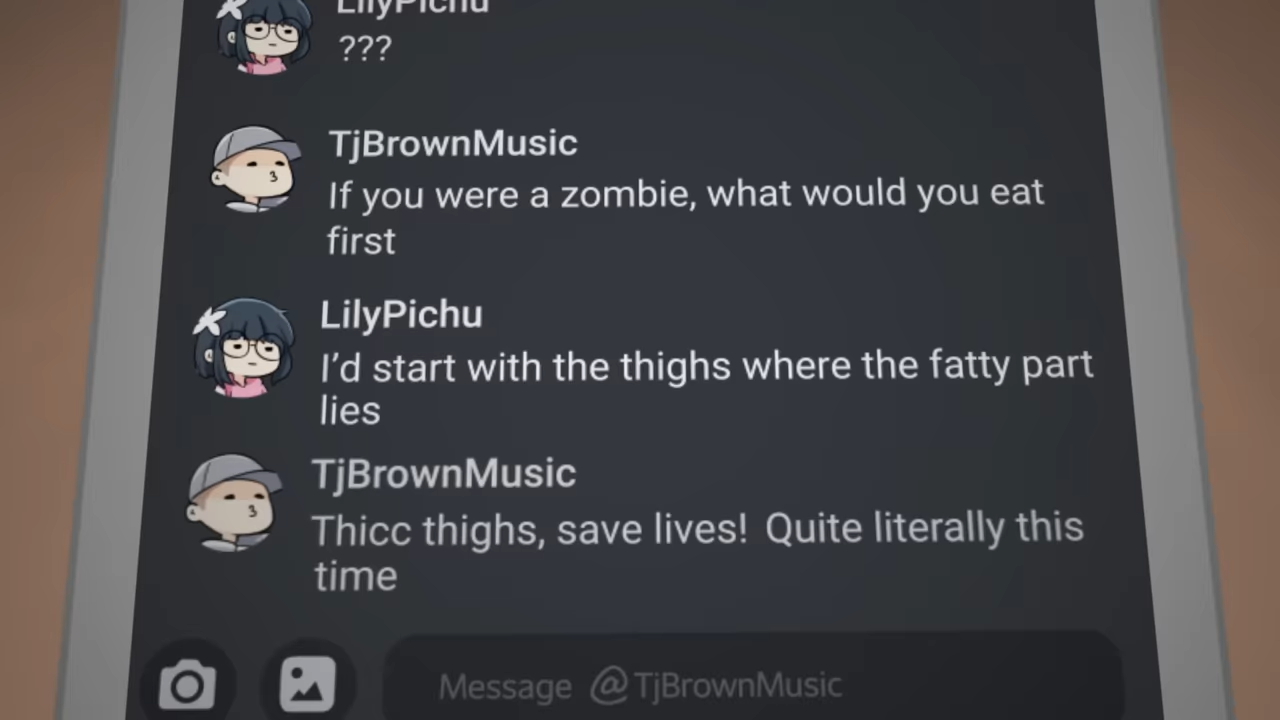 LilyPichu
???
TjBrownMusic
If you were a zombie, what would you eat
first
LilyPichu
I’d start with the thighs where the fatty part
lies
TjBrownMusic
Thicc thighs, save lives! Quite literally this
time
Message @TjBrownMusic